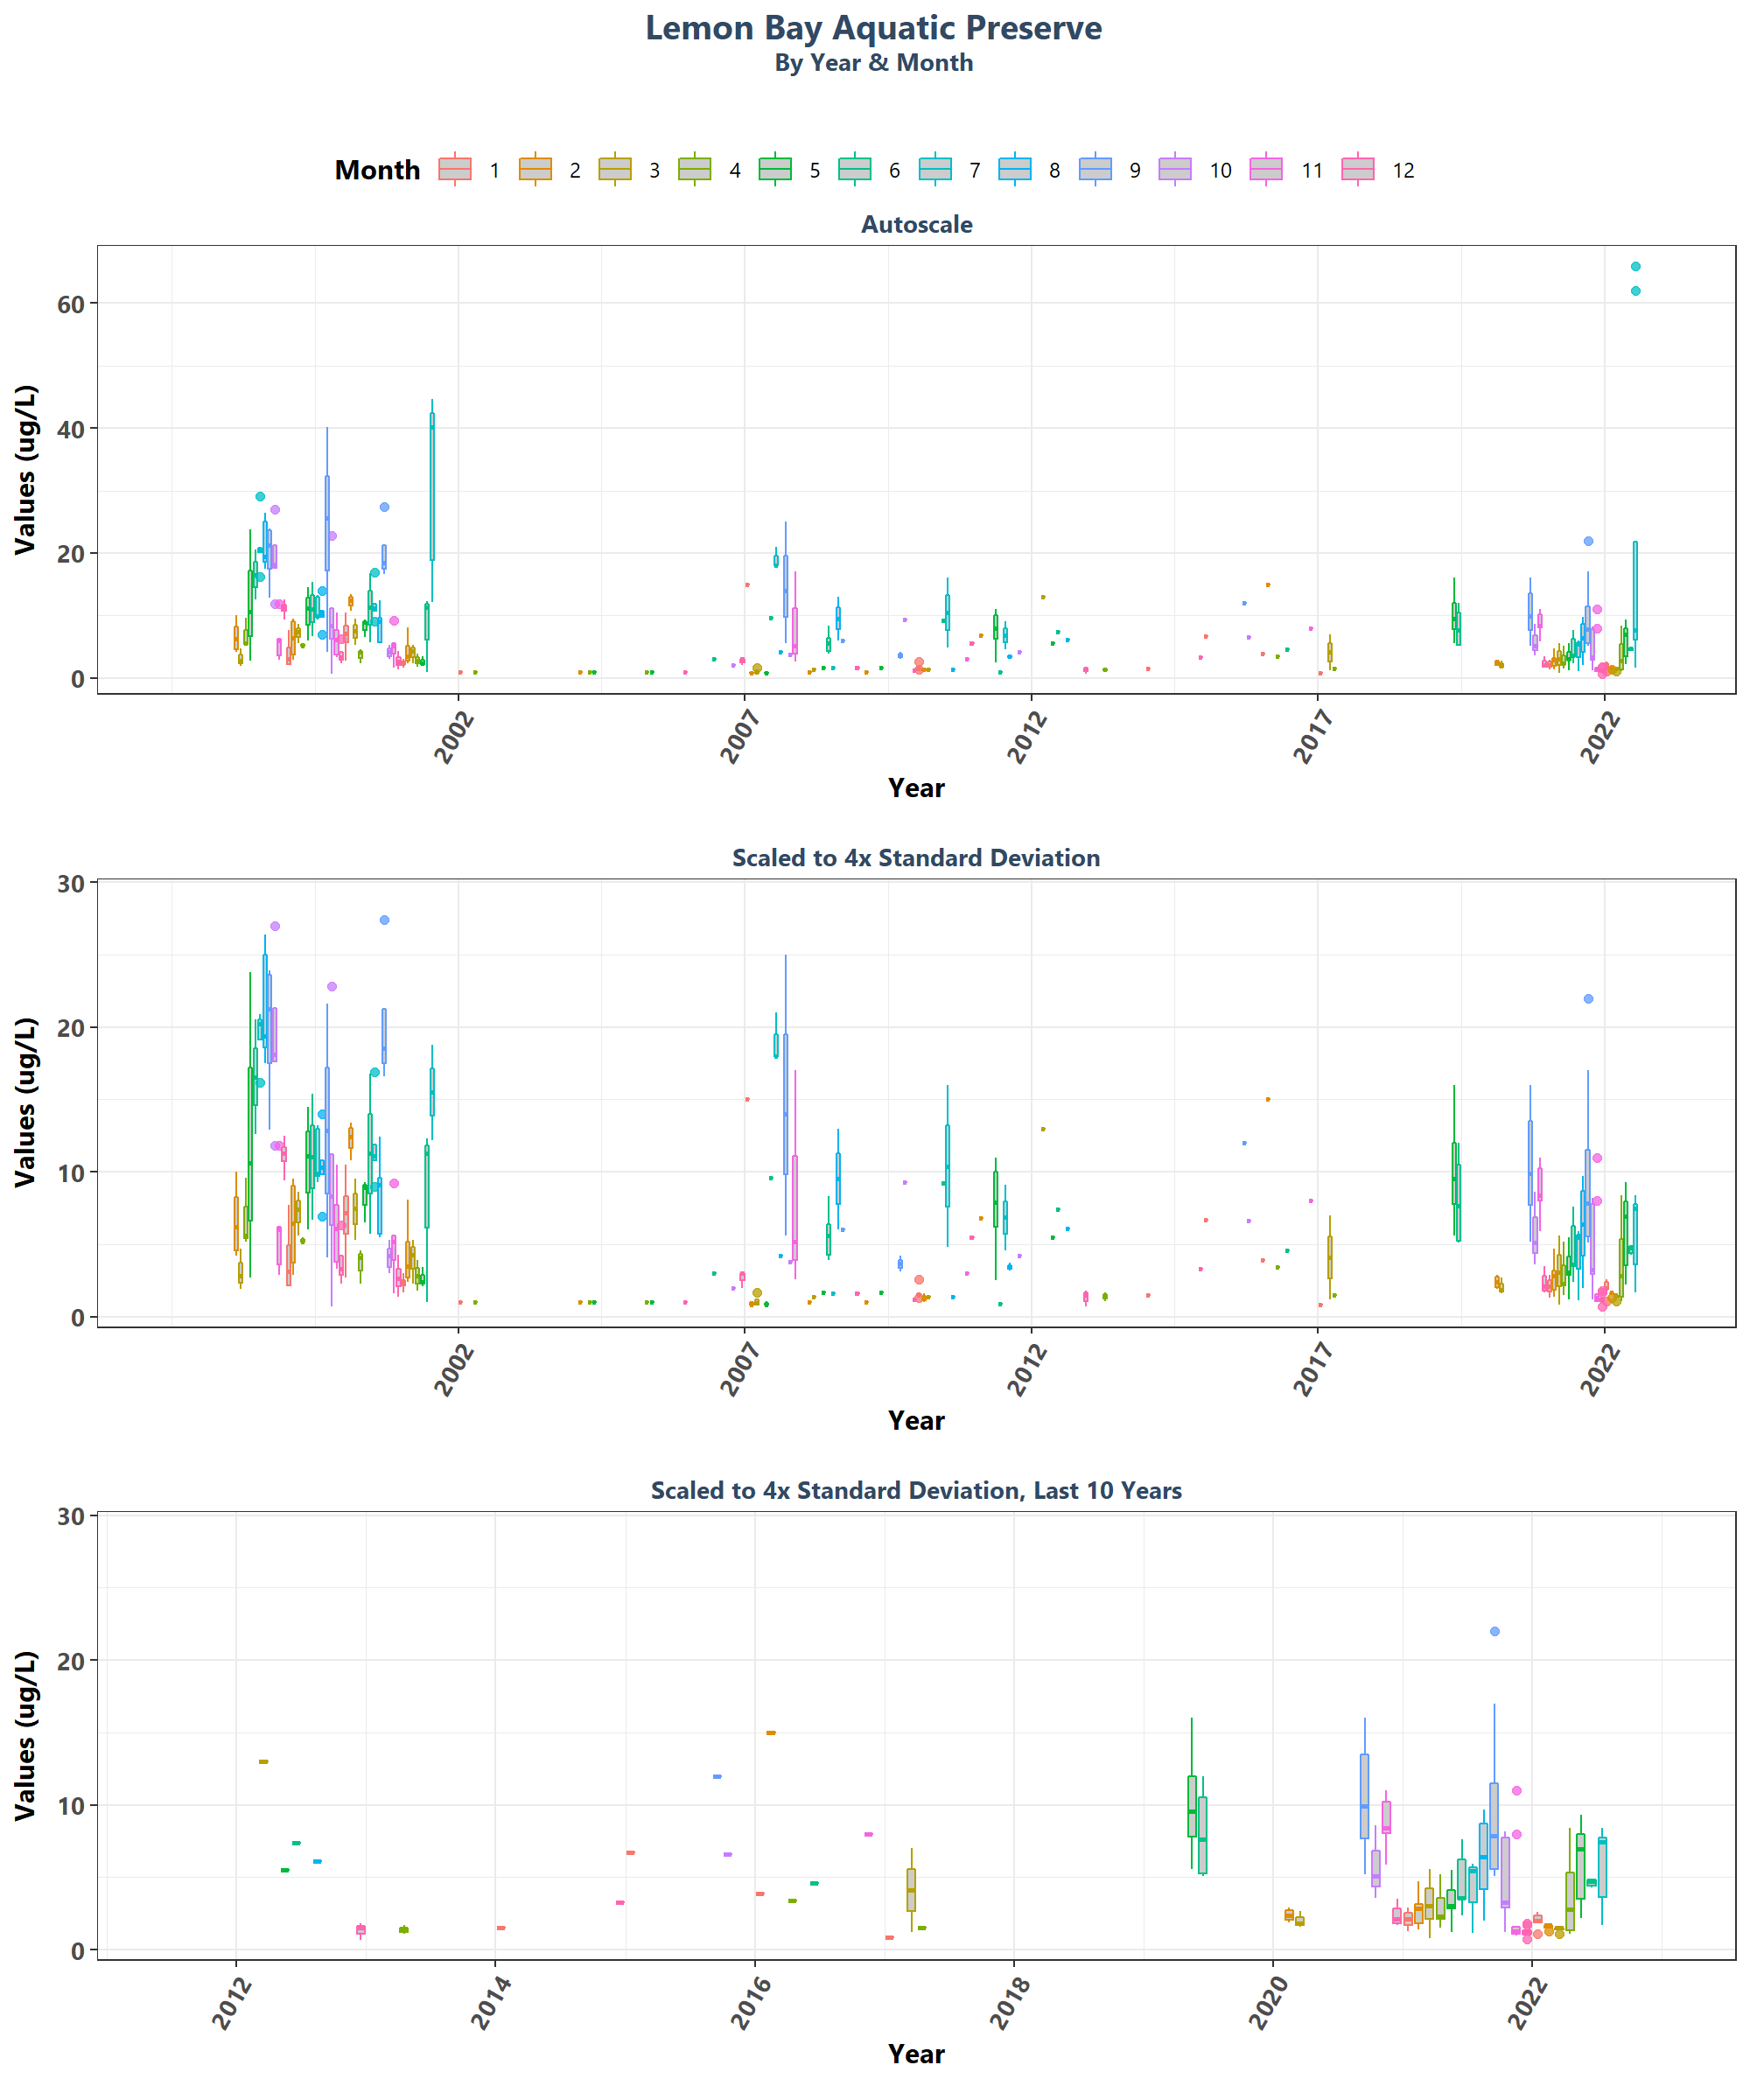 Lemon Bay Aquatic Preserve
By Year & Month
Month 1 2 3 4 5 6 7 8 9 10 11 12
Autoscale
Values (ug/L)
60
40
20
0
2002 2007 2012 2017 2022
Year
Scaled to 4x Standard Deviation
Values (ug/L)
30
20
10
0
2002 2007 2012 2017 2022
Year
Scaled to 4x Standard Deviation, Last 10 Years
Values (ug/L)
30
20
10
0
2012 2014 2016 2018 2020 2022
Year